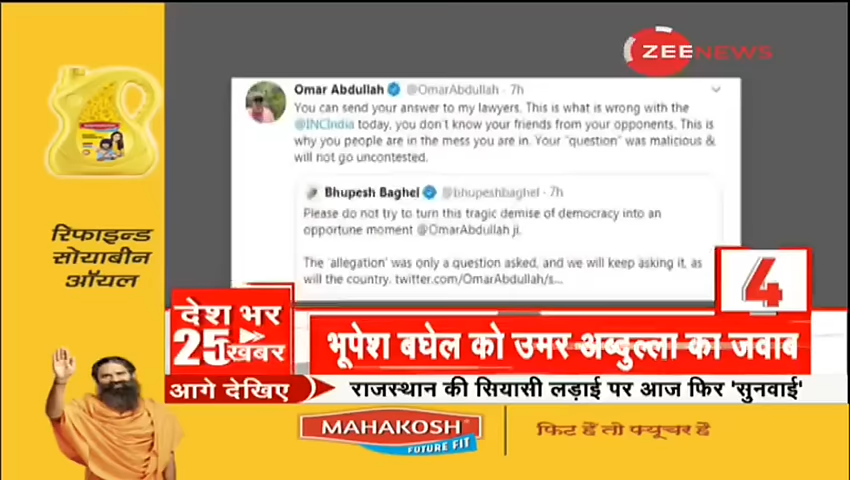 ZEE NEWS
Omar Abdullah @OmarAbdullah · 7h
You can send your answer to my lawyers. This is what is wrong with the
@INCIndia today, you don't know your friends from your opponents. This is
why you people are in the mess you are in. Your "question" was malicious &
will not go uncontested.
Bhupesh Baghel @bhupeshbaghel · 7h
Please do not try to turn this tragic demise of democracy into an
opportune moment @OmarAbdullah ji.
The 'allegation' was only a question asked, and we will keep asking it, as
will the country. twitter.com/OmarAbdullah/s...
MAHAKOSH
रिफाइन्ड
सोयाबीन
ऑयल
4
देश भर
25 खबर
भूपेश बघेल को उमर अब्दुल्ला का जवाब
आगे देखिए
राजस्थान की सियासी लड़ाई पर आज फिर 'सुनवाई'
MAHAKOSH
FUTURE FIT
फिट हैं तो फ्यूचर है